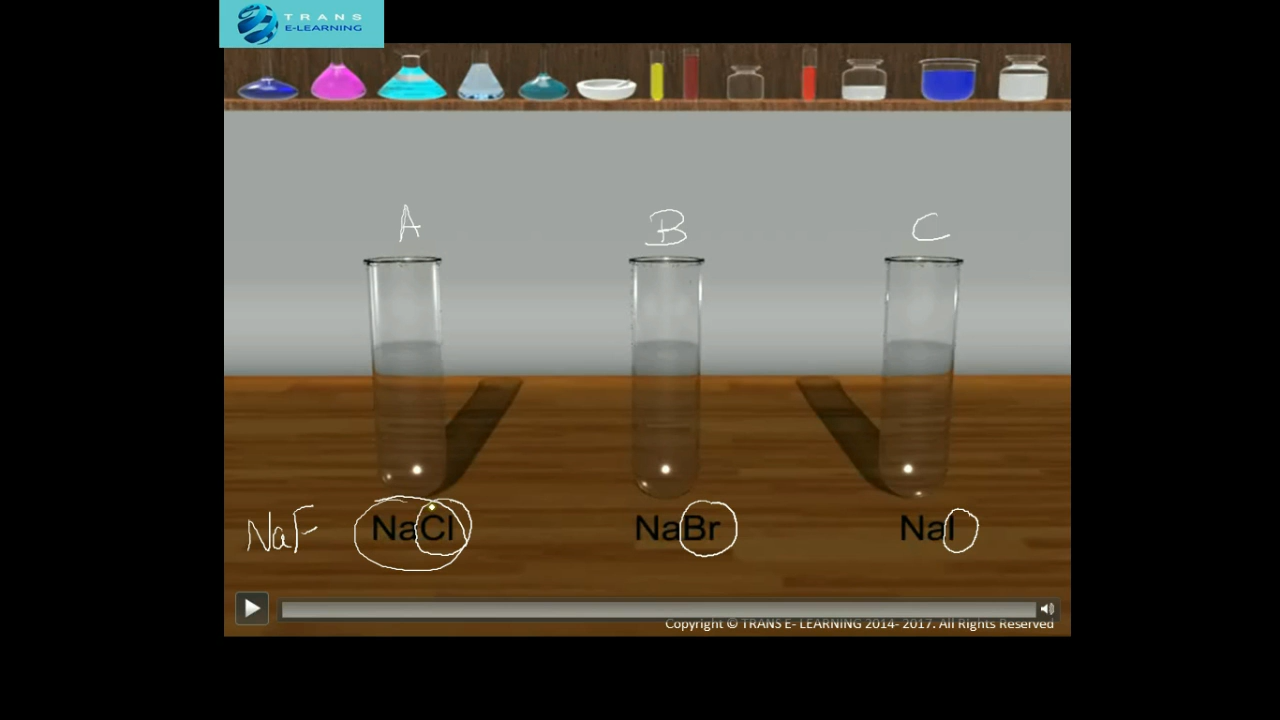 TRANS
E-LEARNING
A B C
NaF NaCl NaBr NaI
Copyright © TRANS E- LEARNING 2014- 2017. All Rights Reserved